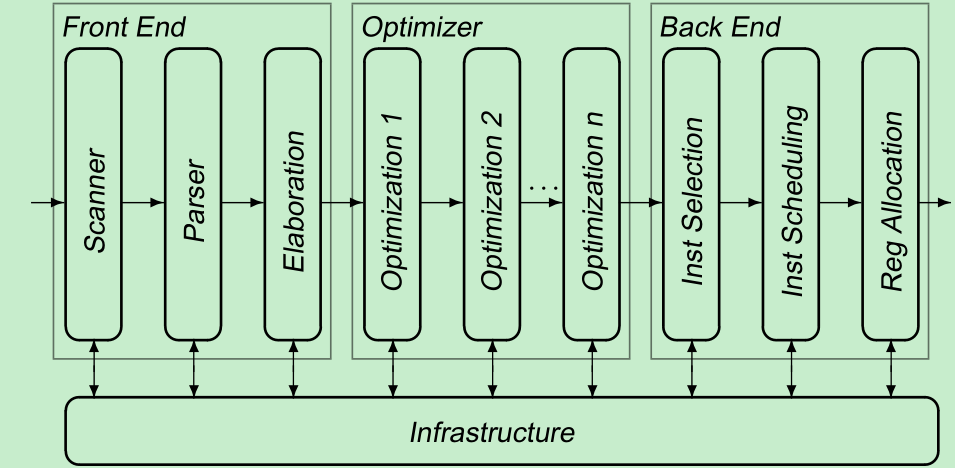 Front End
Optimizer
Back End
Scanner
Parser
Elaboration
Optimization 1
Optimization 2
. . .
Optimization n
Inst Selection
Inst Scheduling
Reg Allocation
Infrastructure